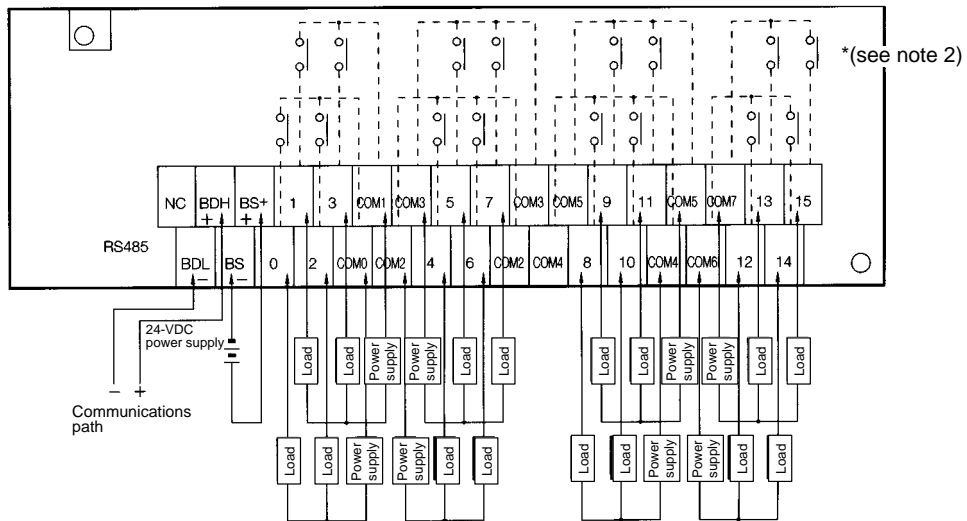 *(see note 2)
NC BDH + BS+ + 1 3 COM1 COM3 5 7 COM3 COM5 9 11 COM5 COM7 13 15
RS485
BDL – BS – 0 2 COM0 COM2 4 6 COM2 COM4 8 10 COM4 COM6 12 14
24-VDC
power supply
Load Load Power supply Power supply Load Load Load Load Power supply Power supply Load Load
– +
Communications
path
Load Load Power supply Power supply Load Load Load Load Power supply Power supply Load Load